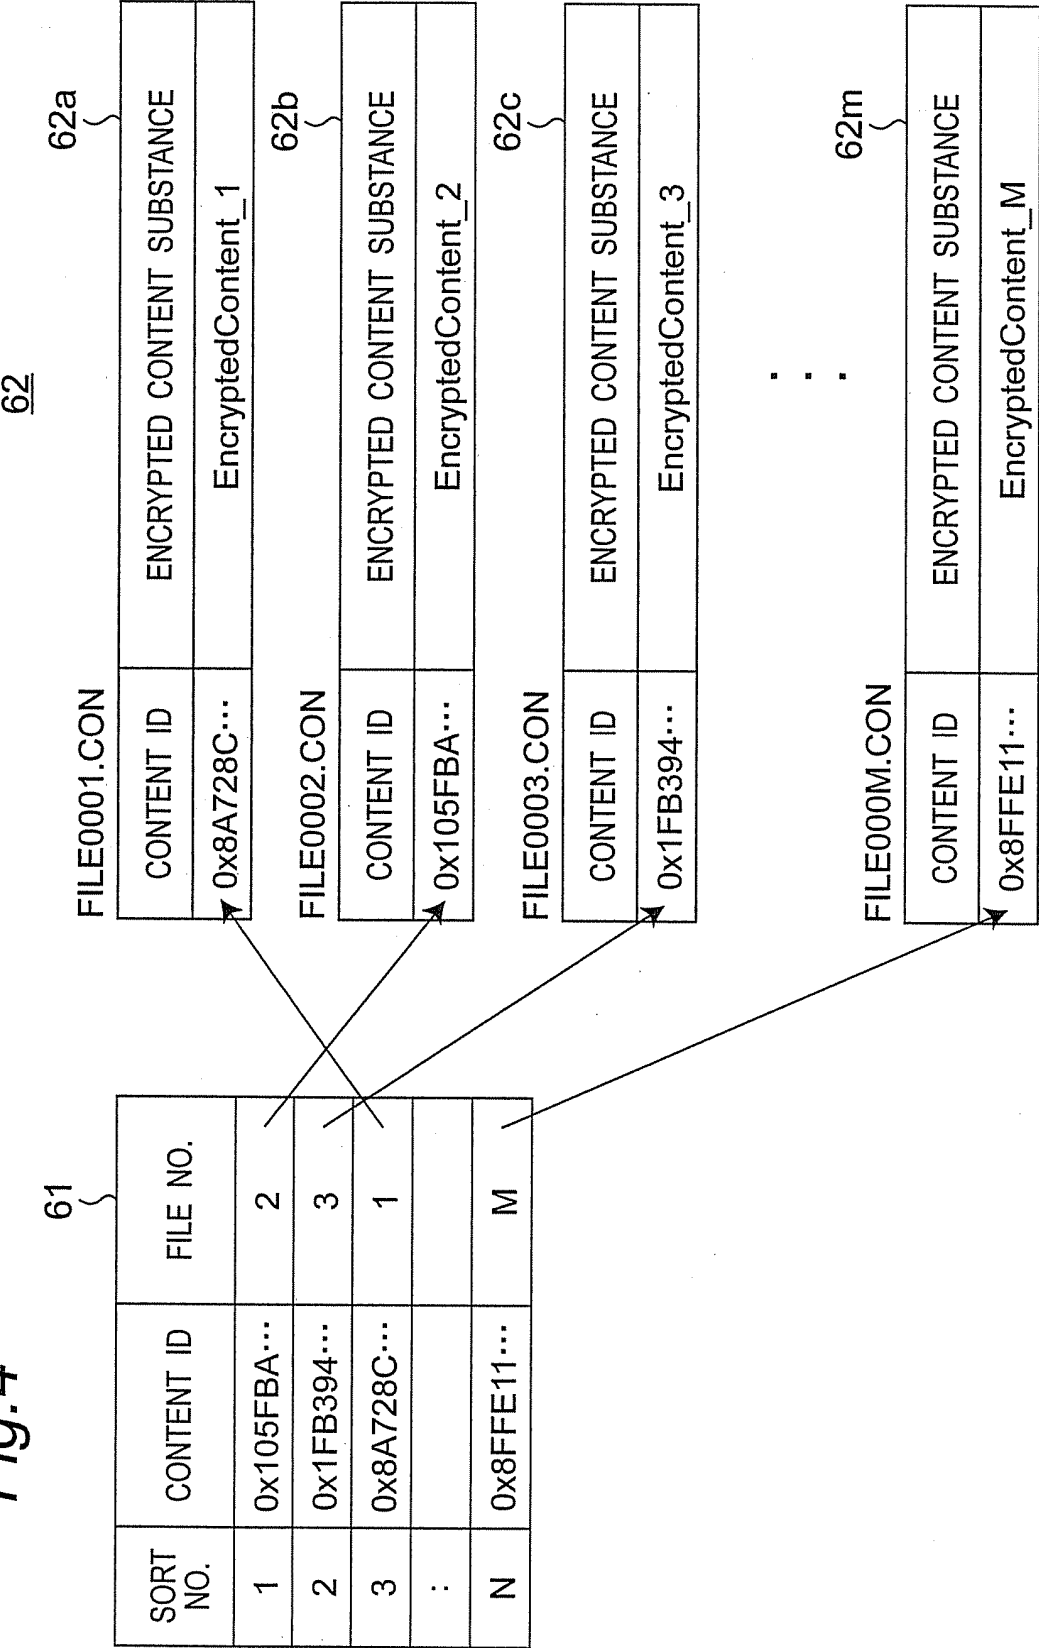 Fig.4
61
SORT NO. CONTENT ID FILE NO.
1 0x105FBA··· 2
2 0x1FB394··· 3
3 0x8A728C··· 1
:
N 0x8FFE11··· M
62
FILE0001.CON 62a
CONTENT ID ENCRYPTED CONTENT SUBSTANCE
0x8A728C··· EncryptedContent_1
FILE0002.CON 62b
CONTENT ID ENCRYPTED CONTENT SUBSTANCE
0x105FBA··· EncryptedContent_2
FILE0003.CON 62c
CONTENT ID ENCRYPTED CONTENT SUBSTANCE
0x1FB394··· EncryptedContent_3
. . .
FILE000M.CON 62m
CONTENT ID ENCRYPTED CONTENT SUBSTANCE
0x8FFE11··· EncryptedContent_M